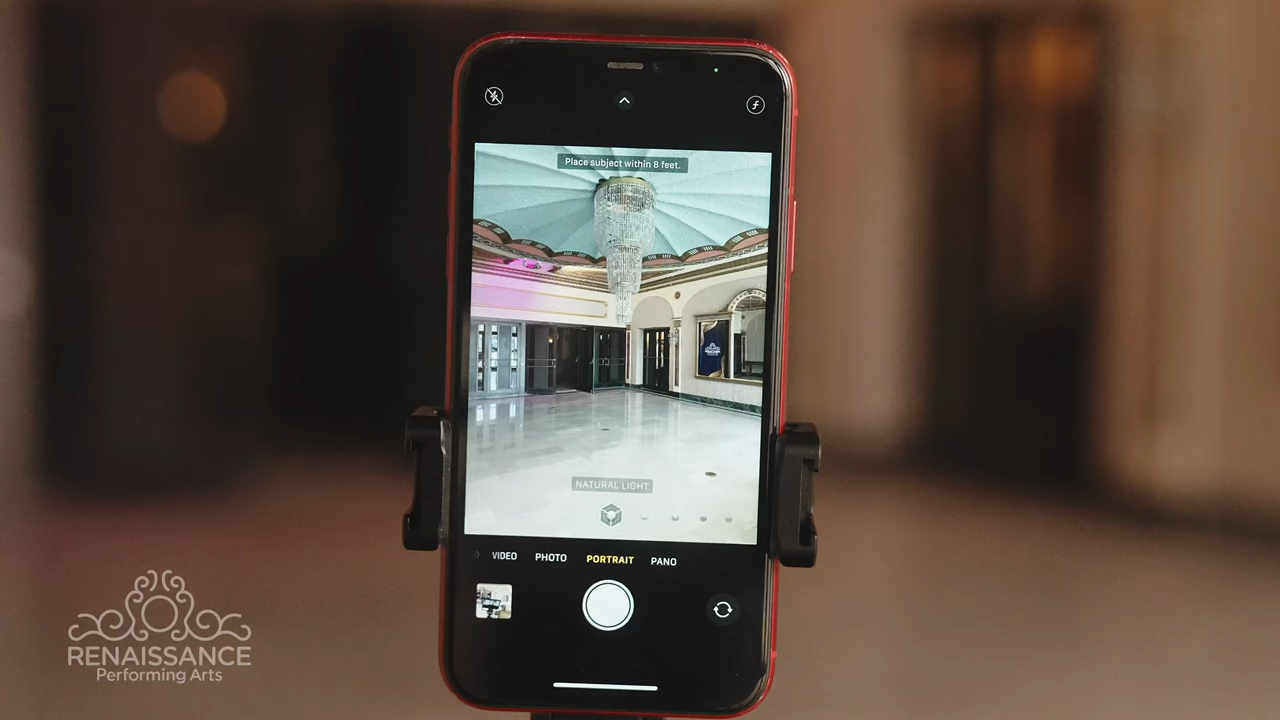 Place subject within 8 feet.
NATURAL LIGHT
VIDEO PHOTO PORTRAIT PANO
RENAISSANCE
Performing Arts